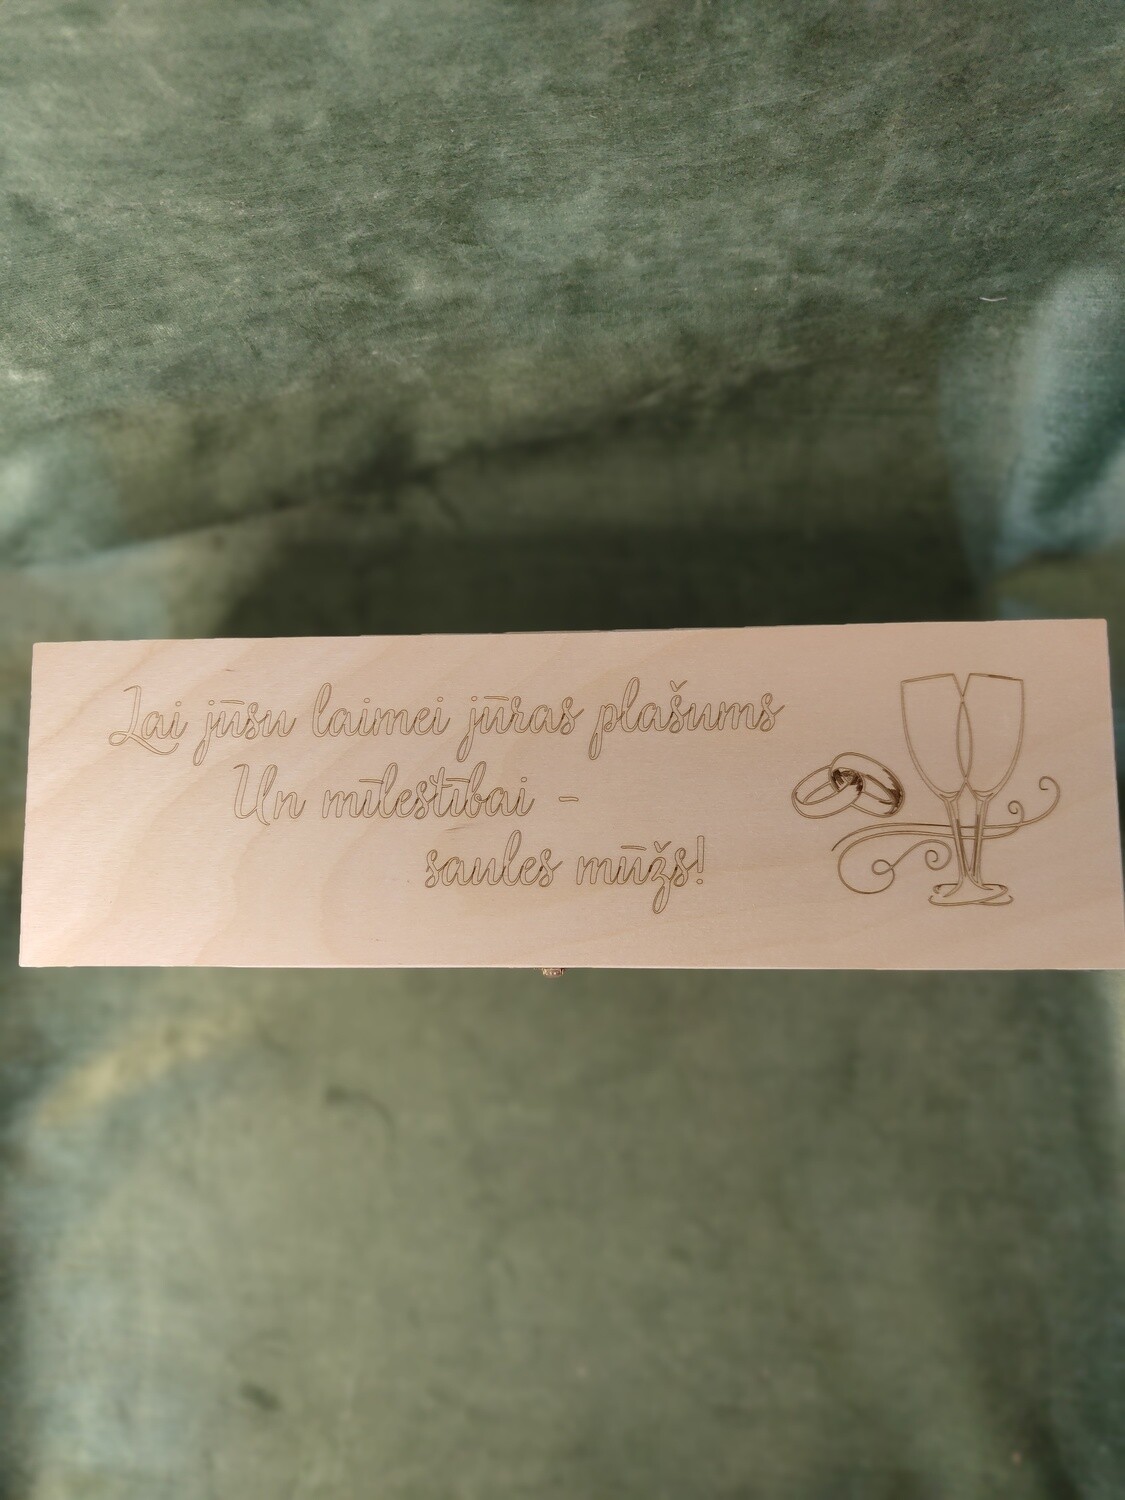 Lai jūsu laimei jūras plašums
Un mīlestībai -
saules mūžs!